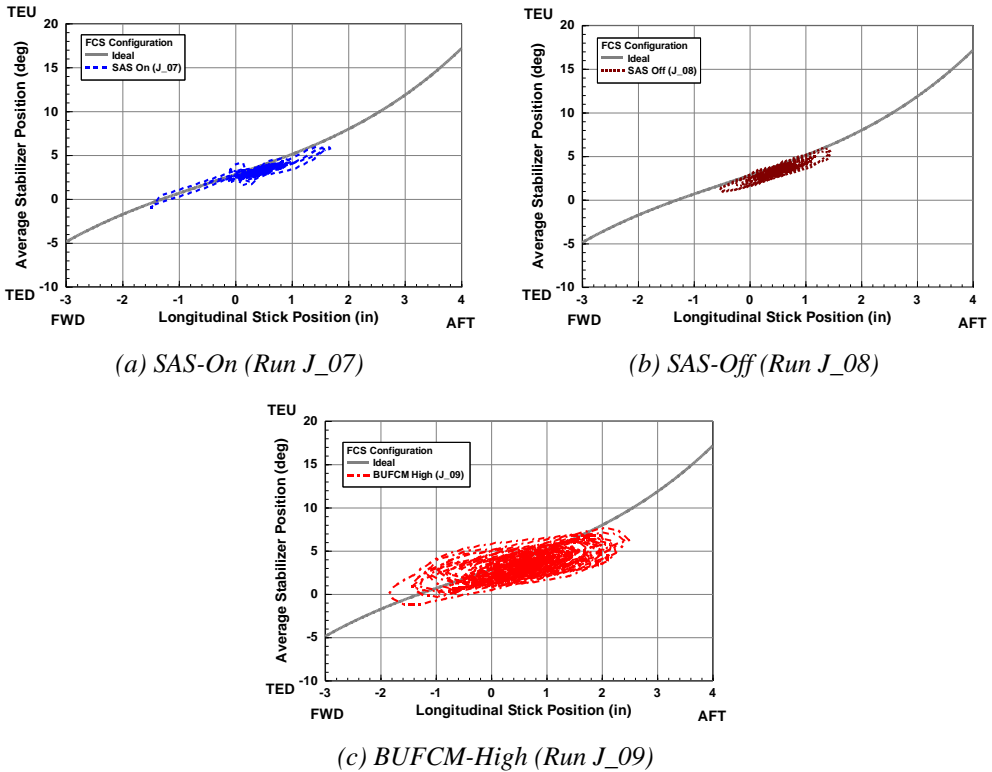 TEU
20
15
10
5
0
-5
-10
TED
Average Stabilizer Position (deg)
FCS Configuration
Ideal
SAS On (J_07)
-3 -2 -1 0 1 2 3 4
FWD Longitudinal Stick Position (in) AFT
(a) SAS-On (Run J_07)
TEU
20
15
10
5
0
-5
-10
TED
Average Stabilizer Position (deg)
FCS Configuration
Ideal
SAS Off (J_08)
-3 -2 -1 0 1 2 3 4
FWD Longitudinal Stick Position (in) AFT
(b) SAS-Off (Run J_08)
TEU
20
15
10
5
0
-5
-10
TED
Average Stabilizer Position (deg)
FCS Configuration
Ideal
BUFCM High (J_09)
-3 -2 -1 0 1 2 3 4
FWD Longitudinal Stick Position (in) AFT
(c) BUFCM-High (Run J_09)